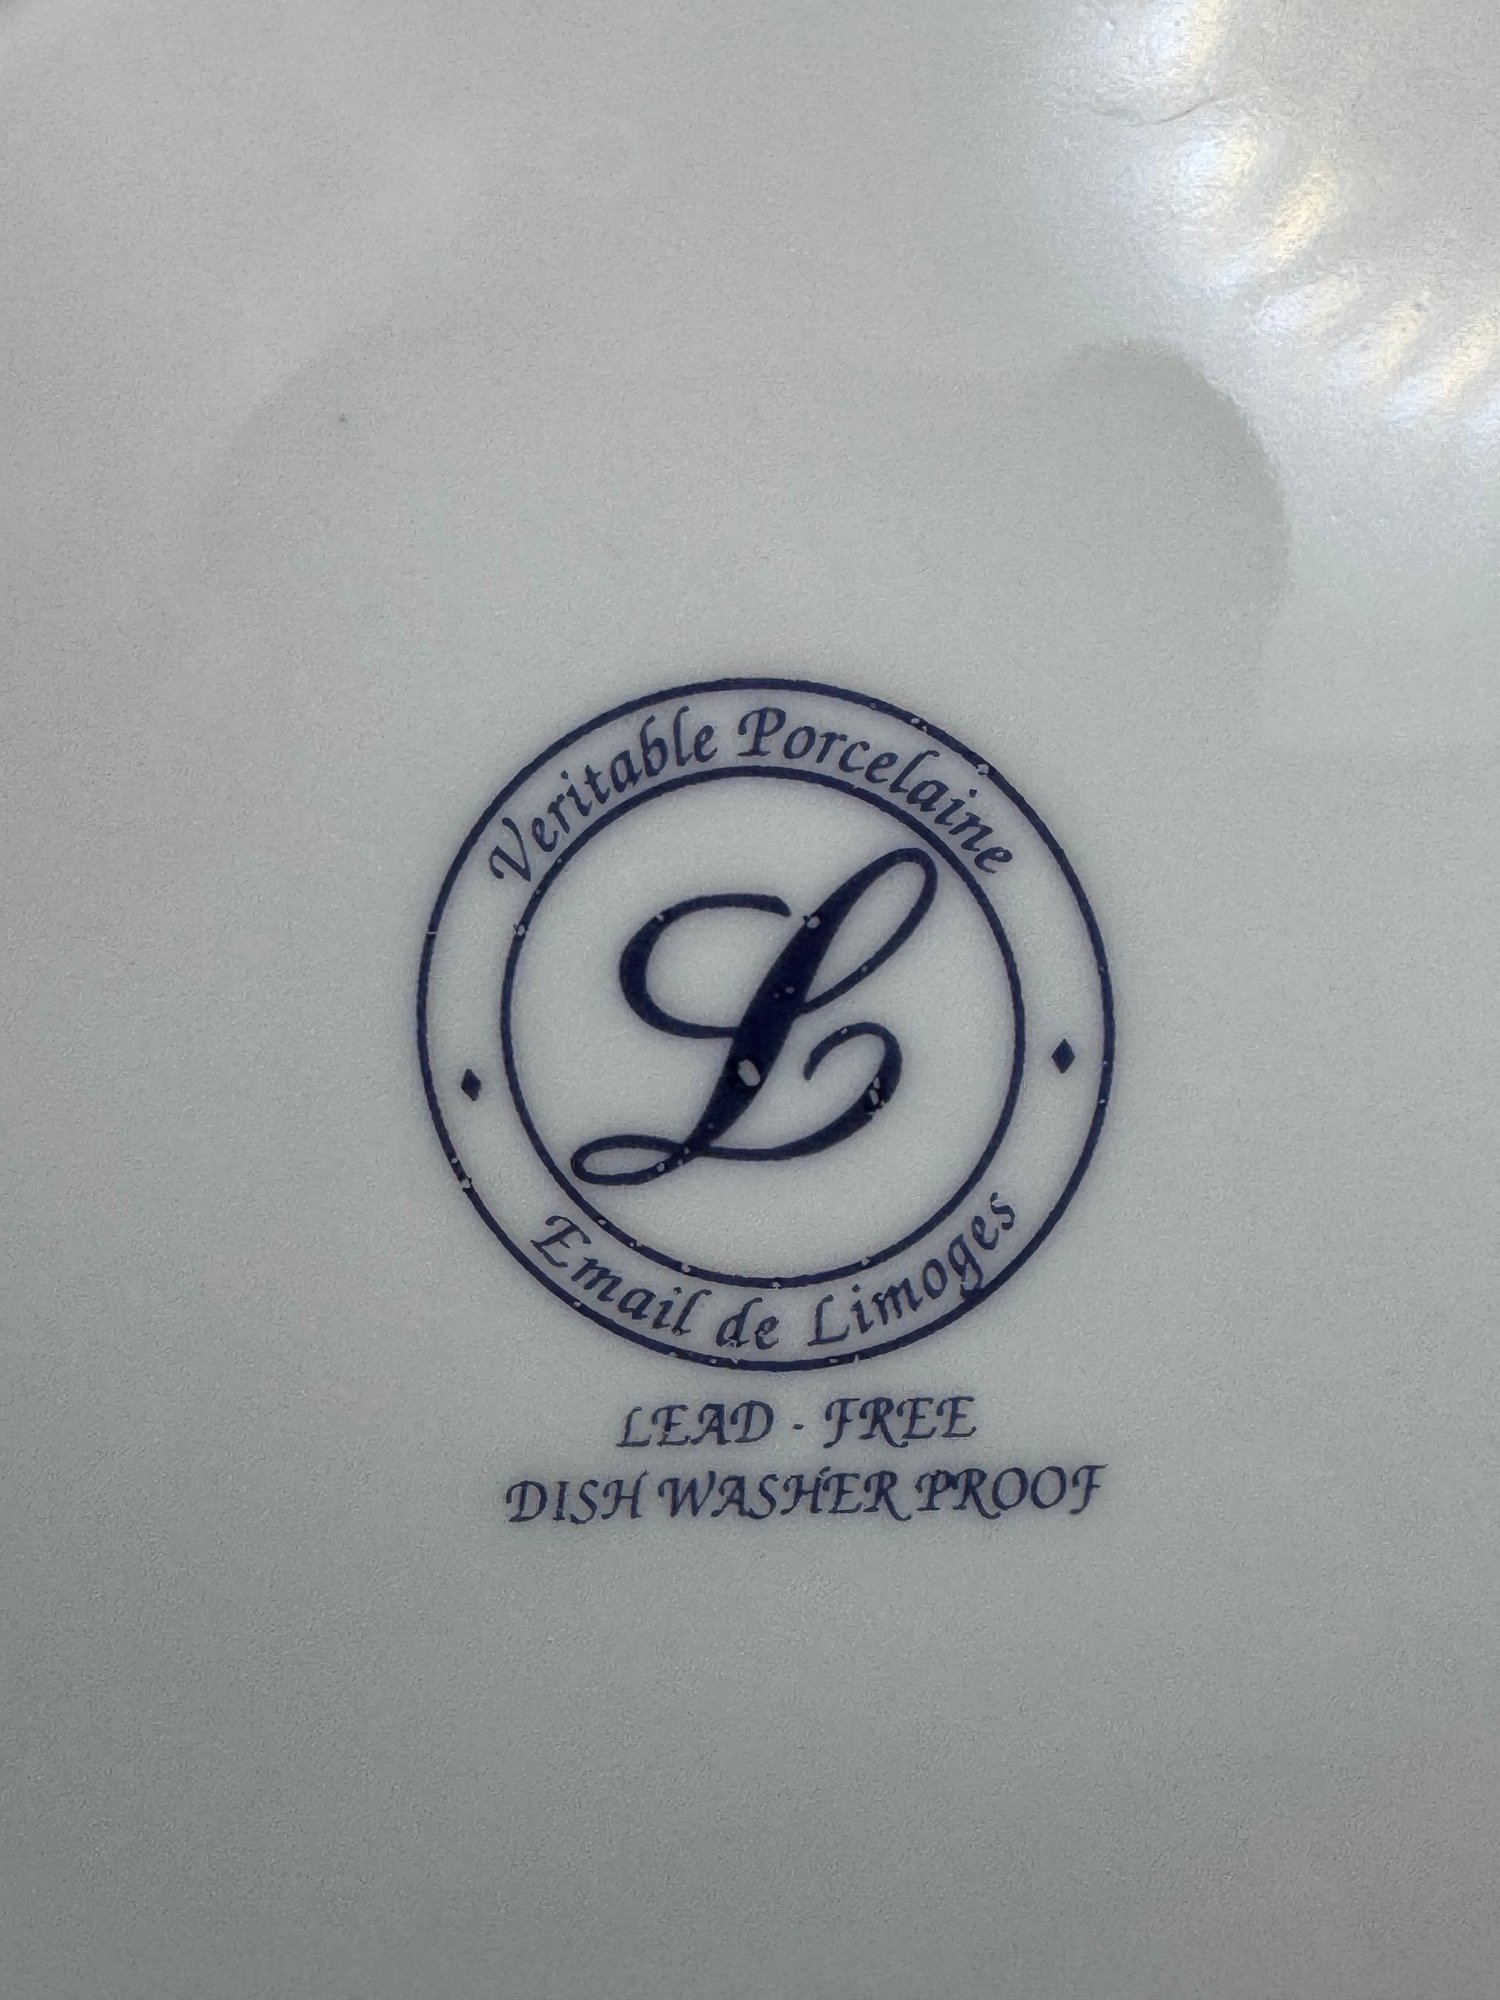 Veritable Porcelaine
L
Email de Limoges
LEAD - FREE
DISH WASHER PROOF